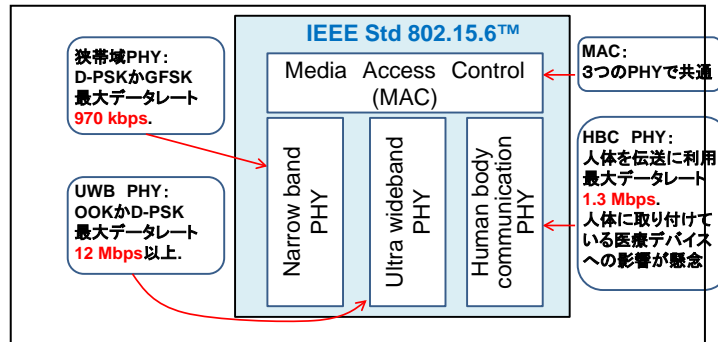 IEEE Std 802.15.6™
狭帯域PHY：
D-PSKかGFSK
最大データレート
970 kbps.
Media Access Control
(MAC)
MAC：
３つのPHYで共通
UWB PHY：
OOKかD-PSK
最大データレート
12 Mbps以上.
Narrow band
PHY
Ultra wideband
PHY
Human body
communication
PHY
HBC PHY：
人体を伝送に利用
最大データレート
1.3 Mbps.
人体に取り付けて
いる医療デバイス
への影響が懸念